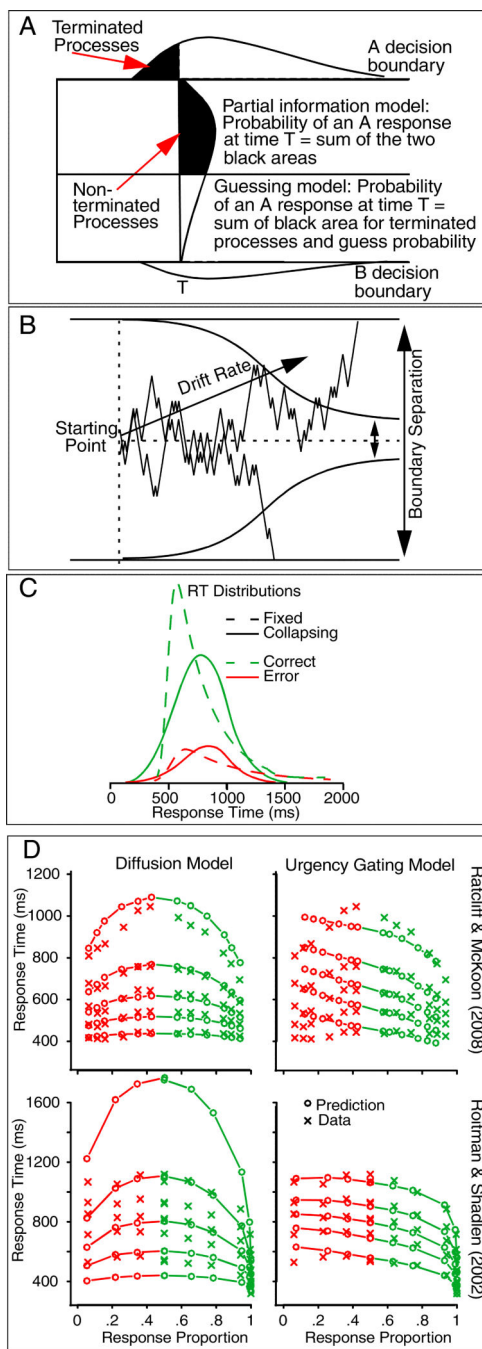 A
Terminated
Processes
A decision
boundary
Partial information model:
Probability of an A response
at time T = sum of the two
black areas
Non-
terminated
Processes
Guessing model: Probability
of an A response at time T =
sum of black area for terminated
processes and guess probability
T
B decision
boundary
B
Drift Rate
Starting
Point
Boundary Separation
C
RT Distributions
Fixed
Collapsing
Correct
Error
0 500 1000 1500 2000
Response Time (ms)
D
Diffusion Model
Urgency Gating Model
1200
1000
800
600
400
Response Time (ms)
Ratcliff & McKoon (2008)
1600
1200
800
400
Response Time (ms)
Prediction
Data
Roitman & Shadlen (2002)
0 .2 .4 .6 .8 1
0 .2 .4 .6 .8 1
Response Proportion
Response Proportion